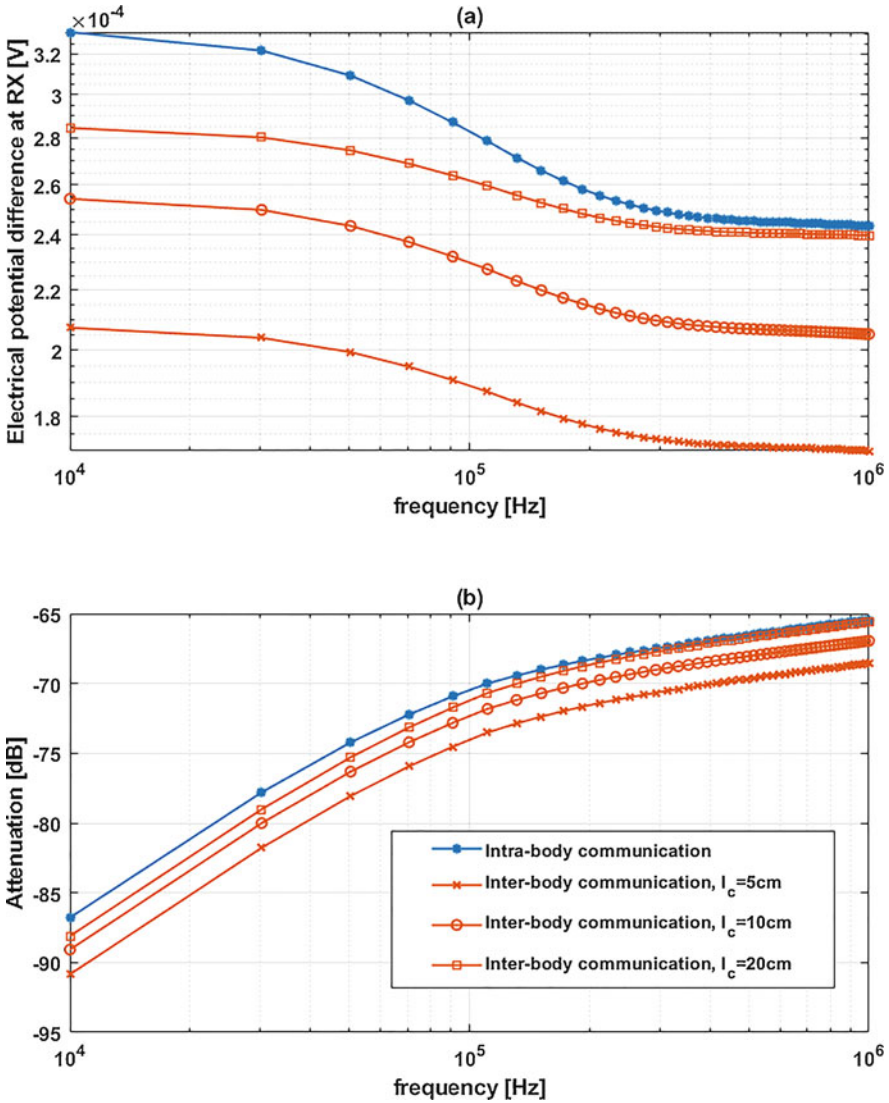 (a)
×10⁻⁴
Electrical potential difference at RX [V]
3.2
3
2.8
2.6
2.4
2.2
2
1.8
10⁴ 10⁵ 10⁶
frequency [Hz]
(b)
Attenuation [dB]
-65
-70
-75
-80
-85
-90
-95
Intra-body communication
Inter-body communication, l_c=5cm
Inter-body communication, l_c=10cm
Inter-body communication, l_c=20cm
10⁴ 10⁵ 10⁶
frequency [Hz]